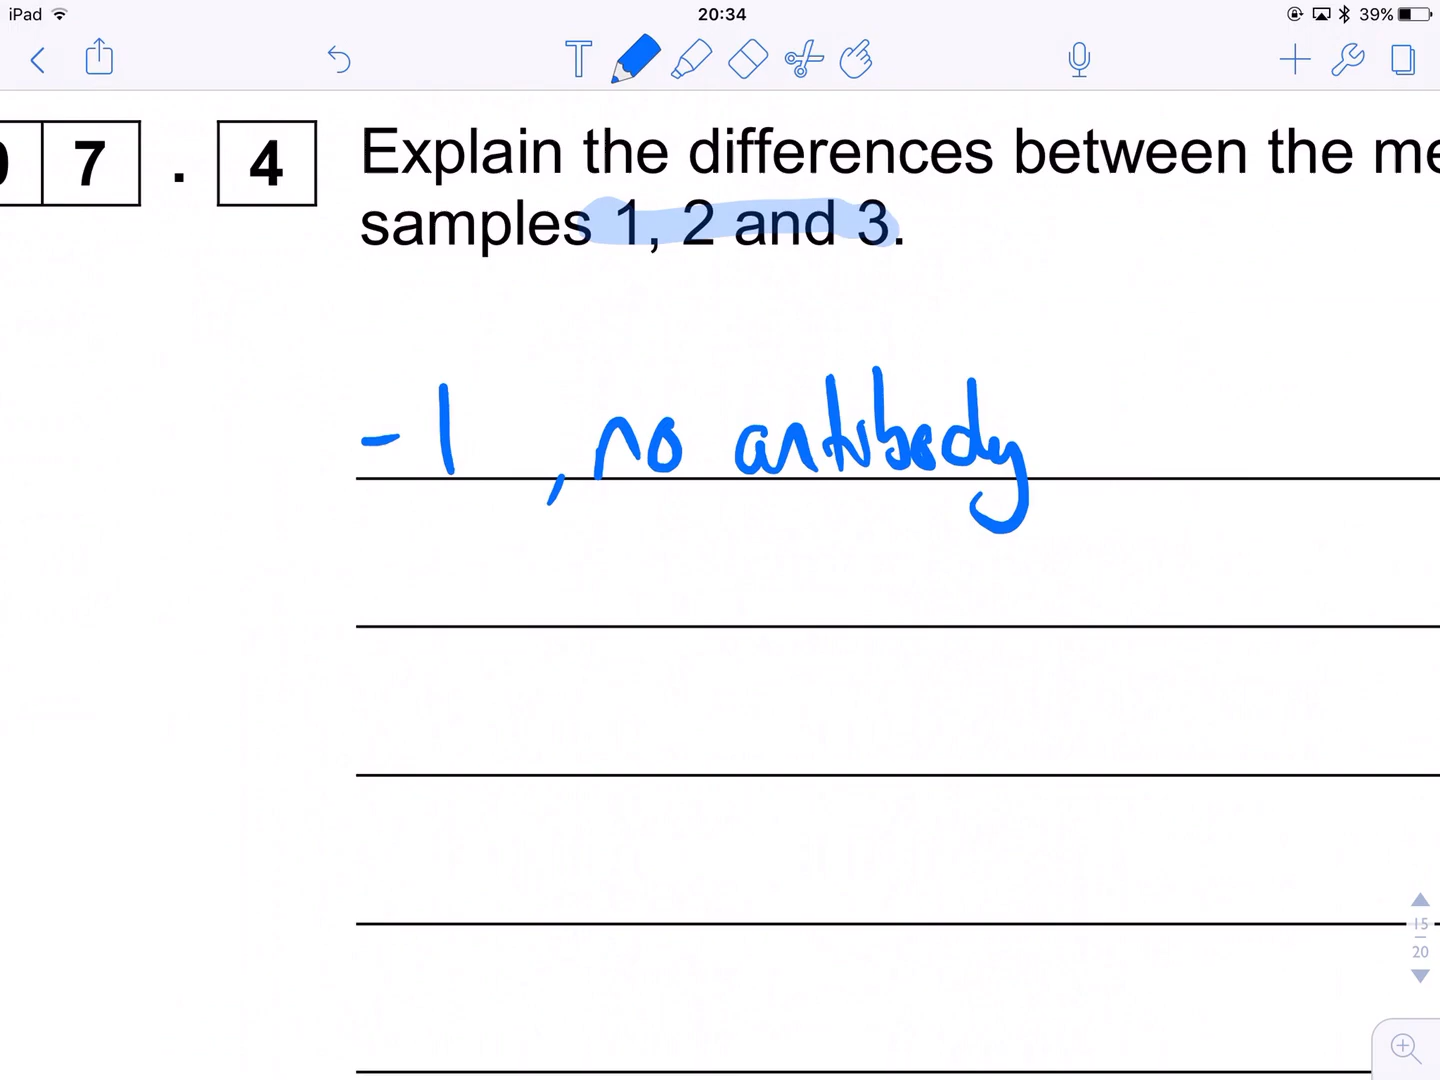 iPad 20:34 39%
T
7 . 4 Explain the differences between the me
samples 1, 2 and 3.
- 1 , no antibody
15
20